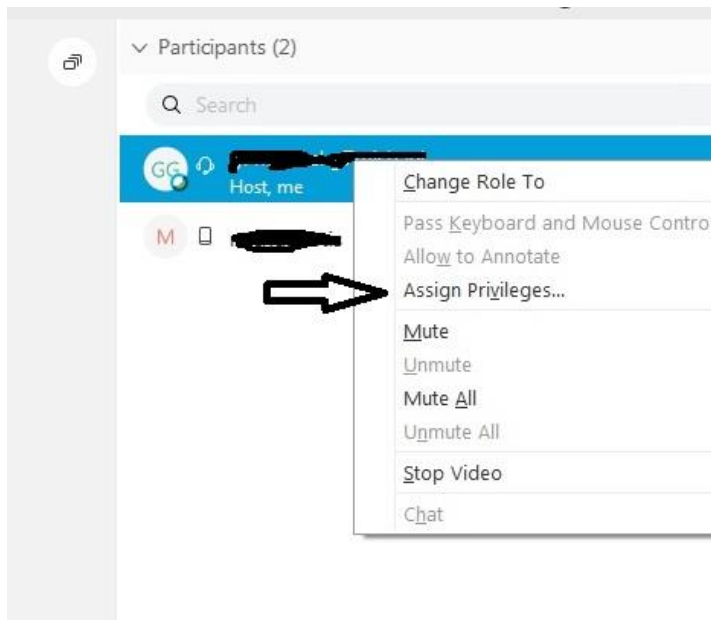 Participants (2)
Search
GG
Host, me
M
Change Role To
Pass Keyboard and Mouse Contro
Allow to Annotate
Assign Privileges...
Mute
Unmute
Mute All
Unmute All
Stop Video
Chat